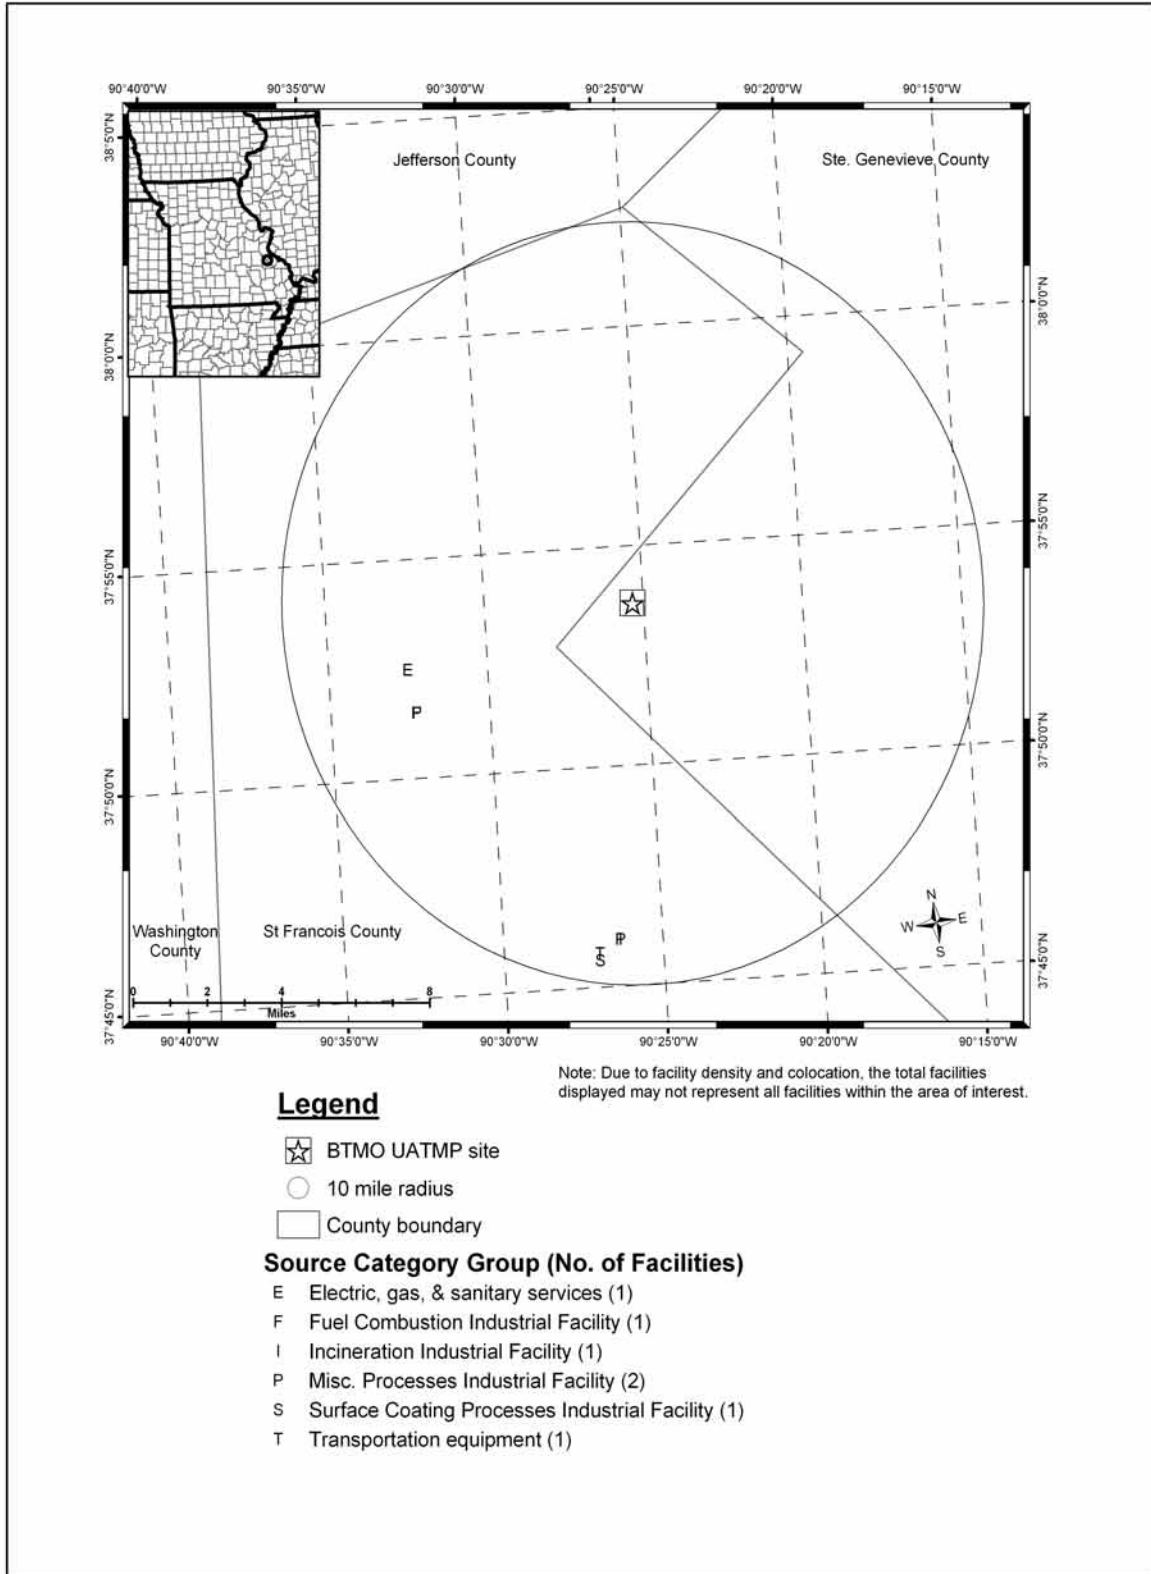 90°40'0"W 90°35'0"W 90°30'0"W 90°25'0"W 90°20'0"W 90°15'0"W
38°5'0"N
Jefferson County
Ste. Genevieve County
38°0'0"N
38°0'0"N
37°55'0"N
37°55'0"N
E
P
37°50'0"N
37°50'0"N
N
W E
S
Washington
County
St Francois County
I P
T
S
37°45'0"N
37°45'0"N
0 2 4 8
Miles
90°40'0"W 90°35'0"W 90°30'0"W 90°25'0"W 90°20'0"W 90°15'0"W
Note: Due to facility density and colocation, the total facilities
displayed may not represent all facilities within the area of interest.
Legend
BTMO UATMP site
10 mile radius
County boundary
Source Category Group (No. of Facilities)
E Electric, gas, & sanitary services (1)
F Fuel Combustion Industrial Facility (1)
I Incineration Industrial Facility (1)
P Misc. Processes Industrial Facility (2)
S Surface Coating Processes Industrial Facility (1)
T Transportation equipment (1)